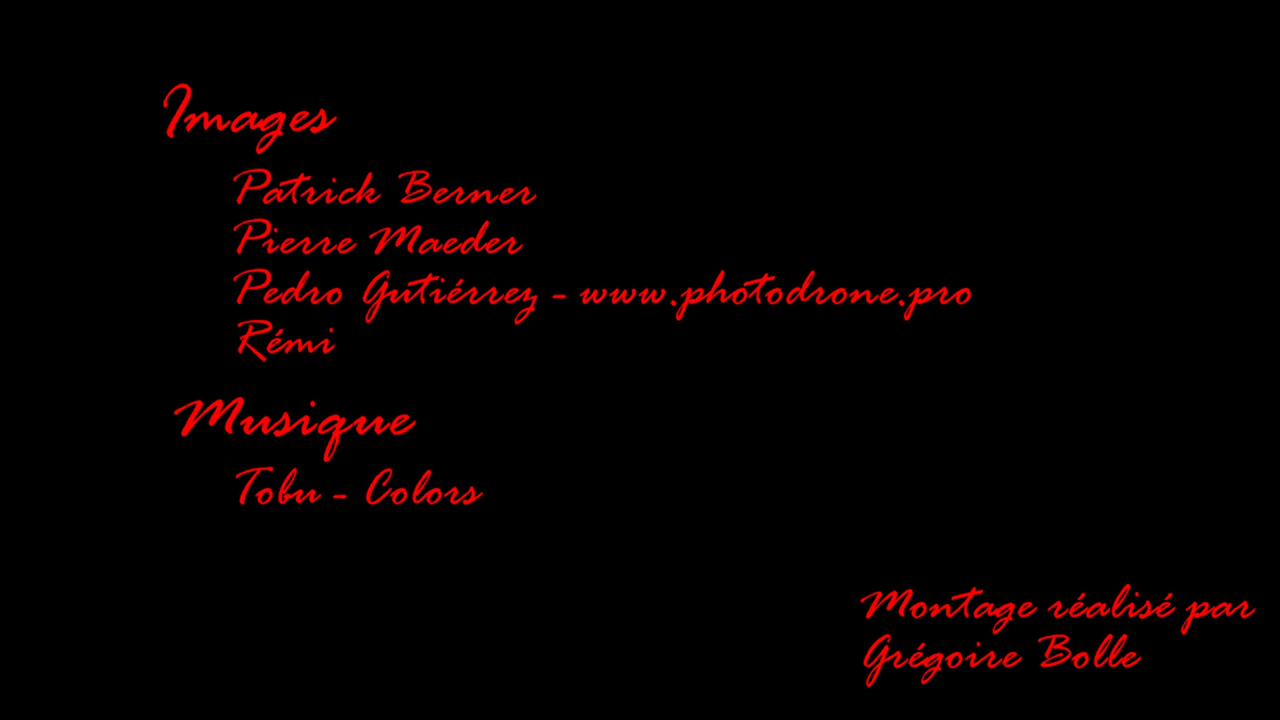 Images
Patrick Berner
Pierre Maeder
Pedro Gutiérrez - www.photodrone.pro
Rémi
Musique
Tobu - Colors
Montage réalisé par
Grégoire Bolle